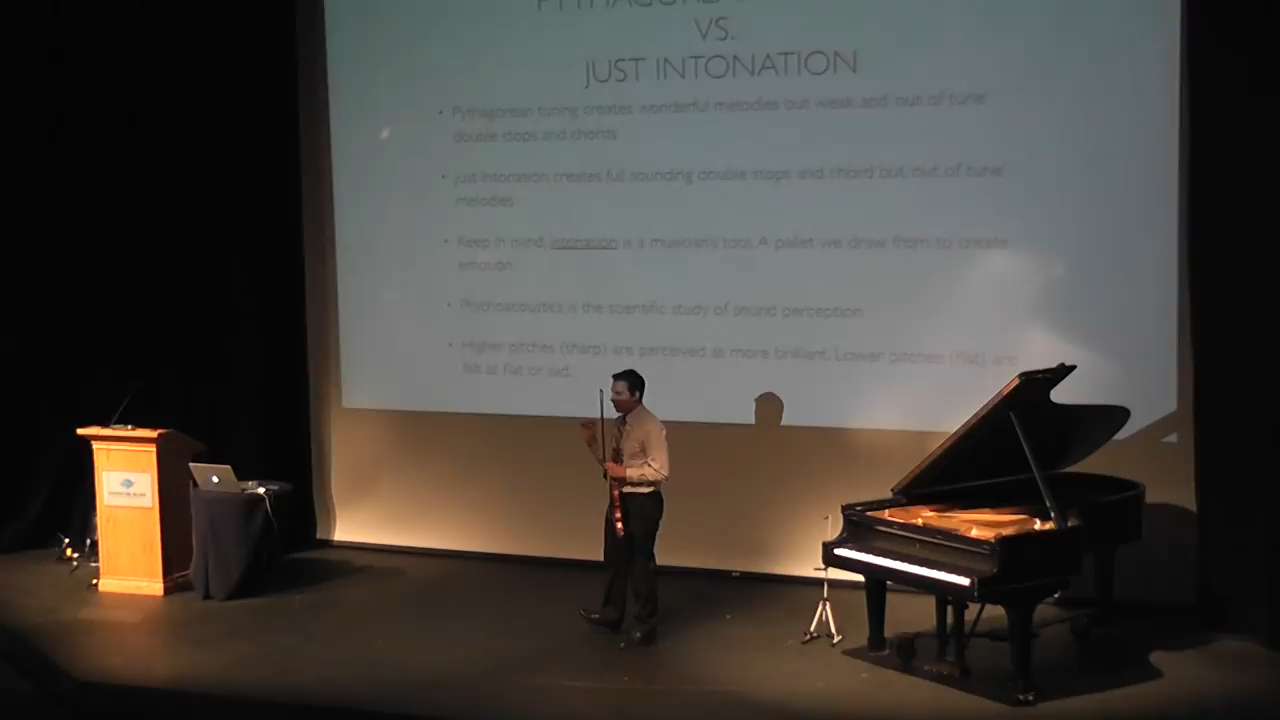 VS.
JUST INTONATION
• Pythagorean tuning creates wonderful melodies but weak and out of tune
double stops and chords
• Just intonation creates full sounding double stops and chord but out of tune
melodies
• Keep in mind, intonation is a musician's tool. A pallet we draw from to create
emotion
• Phychoacoustics is the scientific study of sound perception
• Higher pitches (sharp) are perceived as more brilliant. Lower pitches (flat) are
as flat or sad.